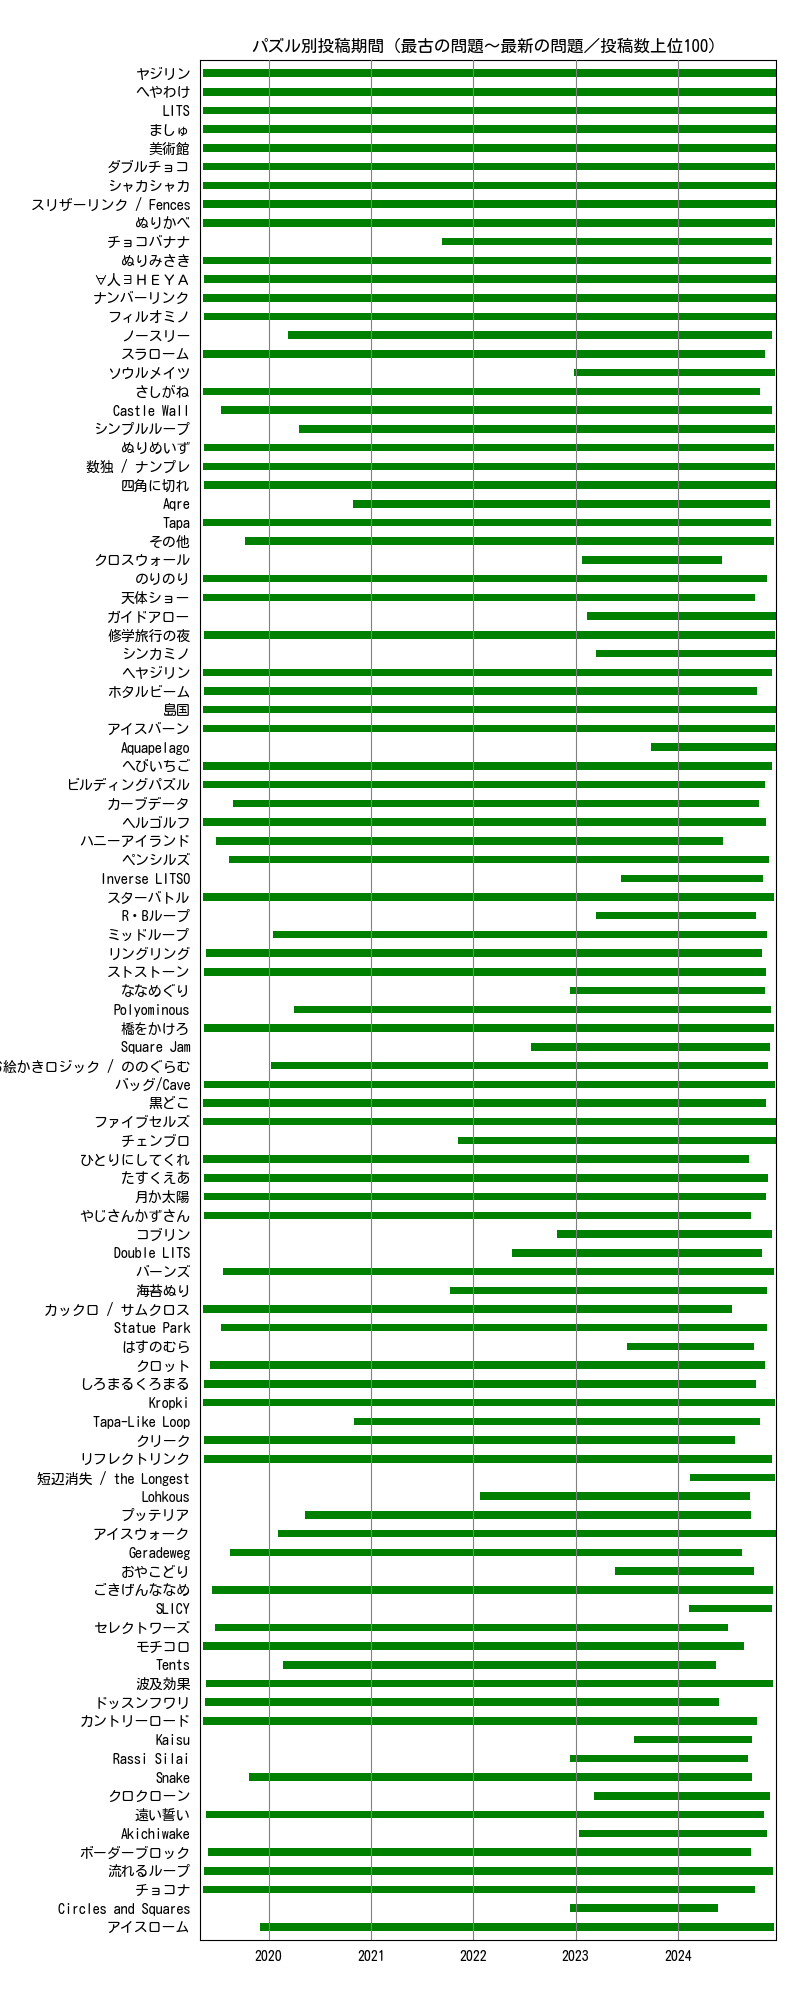 パズル別投稿期間（最古の問題～最新の問題／投稿数上位100）
ヤジリン
へやわけ
LITS
ましゅ
美術館
ダブルチョコ
シャカシャカ
スリザーリンク / Fences
ぬりかべ
チョコバナナ
ぬりみさき
∀人∃ＨＥＹＡ
ナンバーリンク
フィルオミノ
ノースリー
スラローム
ソウルメイツ
さしがね
Castle Wall
シンプルループ
ぬりめいず
数独 / ナンプレ
四角に切れ
Aqre
Tapa
その他
クロスウォール
のりのり
天体ショー
ガイドアロー
修学旅行の夜
シンカミノ
ヘヤジリン
ホタルビーム
島国
アイスバーン
Aquapelago
へびいちご
ビルディングパズル
カーブデータ
ヘルゴルフ
ハニーアイランド
ペンシルズ
Inverse LITSO
スターバトル
R・Bループ
ミッドループ
リングリング
ストストーン
ななめぐり
Polyominous
橋をかけろ
Square Jam
絵かきロジック / ののぐらむ
バッグ/Cave
黒どこ
ファイブセルズ
チェンブロ
ひとりにしてくれ
たすくえあ
月か太陽
やじさんかずさん
コブリン
Double LITS
バーンズ
海苔ぬり
カックロ / サムクロス
Statue Park
はすのむら
クロット
しろまるくろまる
Kropki
Tapa-Like Loop
クリーク
リフレクトリンク
短辺消失 / the Longest
Lohkous
プッテリア
アイスウォーク
Geradeweg
おやこどり
ごきげんななめ
SLICY
セレクトワーズ
モチコロ
Tents
波及効果
ドッスンフワリ
カントリーロード
Kaisu
Rassi Silai
Snake
クロクローン
遠い誓い
Akichiwake
ボーダーブロック
流れるループ
チョコナ
Circles and Squares
アイスローム
2020 2021 2022 2023 2024